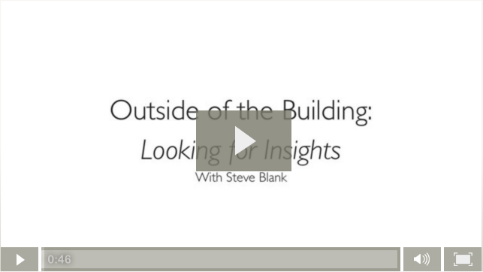 Outside of the Building:
Looking for Insights
With Steve Blank
0:46